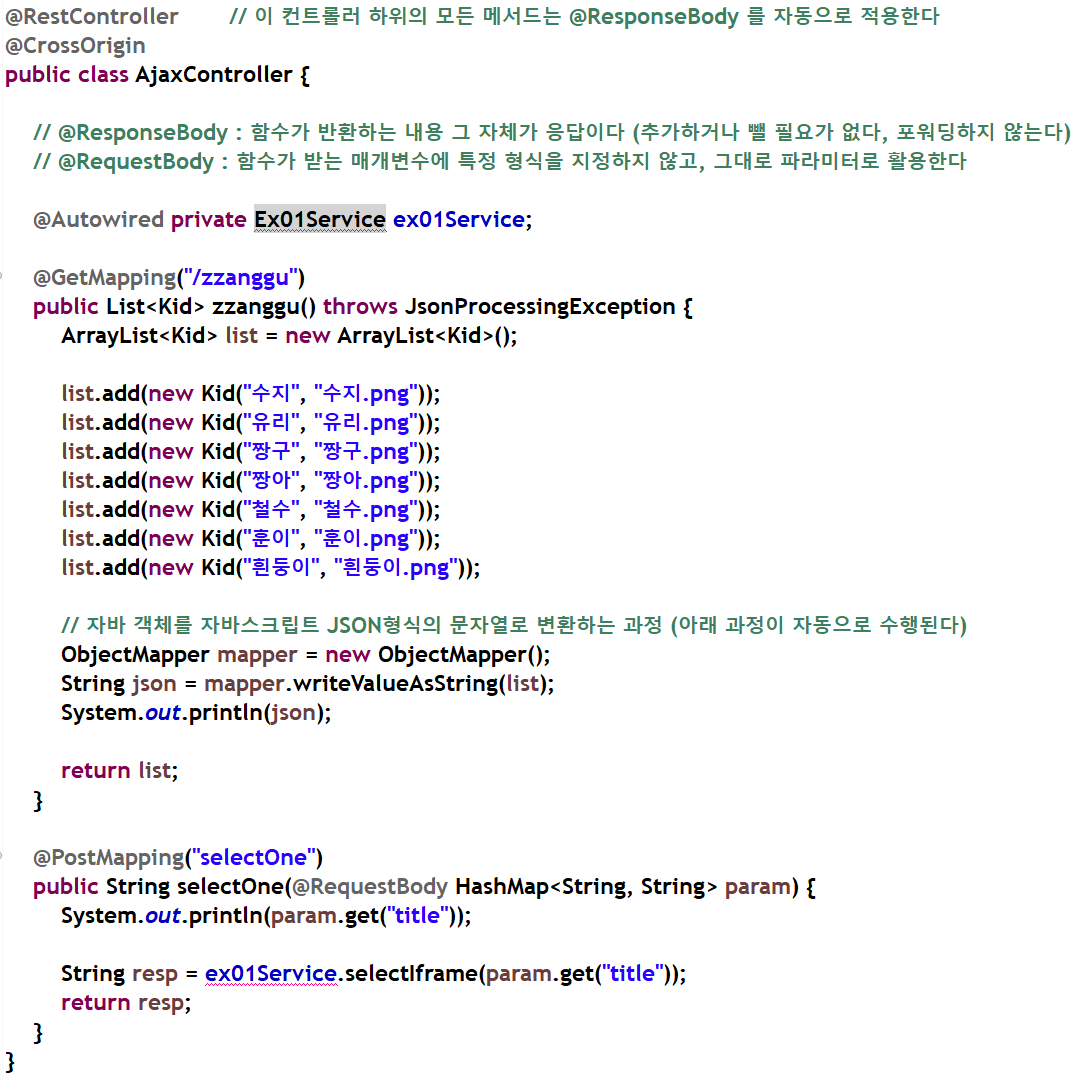 @RestController // 이 컨트롤러 하위의 모든 메서드는 @ResponseBody 를 자동으로 적용한다
@CrossOrigin
public class AjaxController {
// @ResponseBody : 함수가 반환하는 내용 그 자체가 응답이다 (추가하거나 뺄 필요가 없다, 포워딩하지 않는다)
// @RequestBody : 함수가 받는 매개변수에 특정 형식을 지정하지 않고, 그대로 파라미터로 활용한다
@Autowired private Ex01Service ex01Service;
@GetMapping("/zzanggu")
public List<Kid> zzanggu() throws JsonProcessingException {
ArrayList<Kid> list = new ArrayList<Kid>();
list.add(new Kid("수지", "수지.png"));
list.add(new Kid("유리", "유리.png"));
list.add(new Kid("짱구", "짱구.png"));
list.add(new Kid("짱아", "짱아.png"));
list.add(new Kid("철수", "철수.png"));
list.add(new Kid("훈이", "훈이.png"));
list.add(new Kid("흰둥이", "흰둥이.png"));
// 자바 객체를 자바스크립트 JSON형식의 문자열로 변환하는 과정 (아래 과정이 자동으로 수행된다)
ObjectMapper mapper = new ObjectMapper();
String json = mapper.writeValueAsString(list);
System.out.println(json);
return list;
}
@PostMapping("selectOne")
public String selectOne(@RequestBody HashMap<String, String> param) {
System.out.println(param.get("title"));
String resp = ex01Service.selectIframe(param.get("title"));
return resp;
}
}